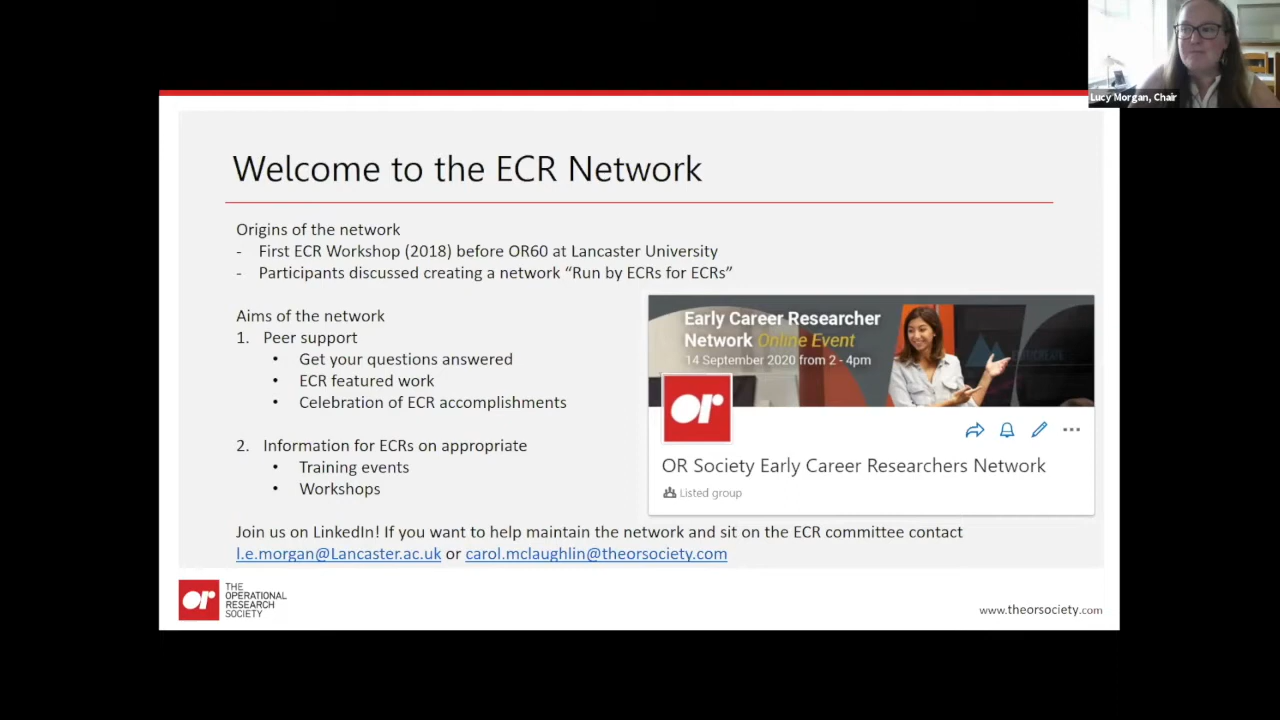 Lucy Morgan, Chair
Welcome to the ECR Network
Origins of the network
- First ECR Workshop (2018) before OR60 at Lancaster University
- Participants discussed creating a network “Run by ECRs for ECRs”
Aims of the network
1. Peer support
• Get your questions answered
• ECR featured work
• Celebration of ECR accomplishments
2. Information for ECRs on appropriate
• Training events
• Workshops
Early Career Researcher
Network Online Event
14 September 2020 from 2 - 4pm
or
OR Society Early Career Researchers Network
Listed group
Join us on LinkedIn! If you want to help maintain the network and sit on the ECR committee contact
l.e.morgan@Lancaster.ac.uk or carol.mclaughlin@theorsociety.com
or
THE
OPERATIONAL
RESEARCH
SOCIETY
www.theorsociety.com